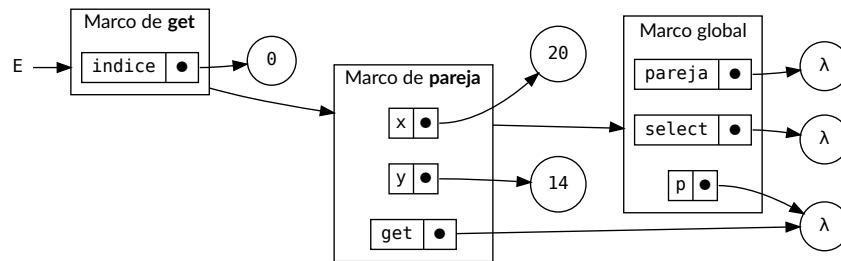 Marco de get
E
indice
0
Marco de pareja
x
20
y
14
get
Marco global
pareja
λ
select
λ
p
λ